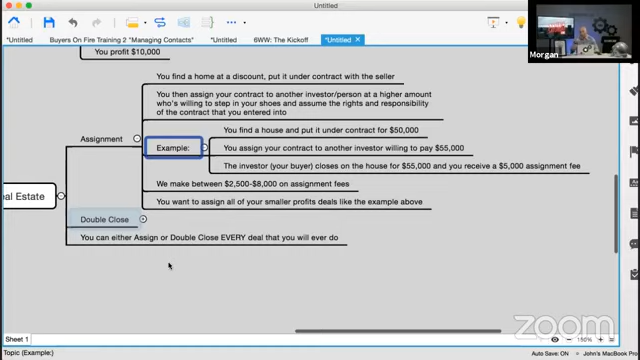 Untitled
*Untitled
Buyers On Fire Training 2 "Managing Contacts"
*Untitled
6WW: The Kickoff
*Untitled
Morgan
You profit $10,000
You find a home at a discount, put it under contract with the seller
You then assign your contract to another investor/person at a higher amount
who's willing to step in your shoes and assume the rights and responsibility
of the contract that you entered into
Assignment
You find a house and put it under contract for $50,000
Example:
You assign your contract to another investor willing to pay $55,000
The investor (your buyer) closes on the house for $55,000 and you receive a $5,000 assignment fee
We make between $2,500-$8,000 on assignment fees
eal Estate
You want to assign all of your smaller profits deals like the example above
Double Close
You can either Assign or Double Close EVERY deal that you will ever do
zoom
Sheet 1
150%
Topic (Example:)
Auto Save: ON
John's MacBook Pro